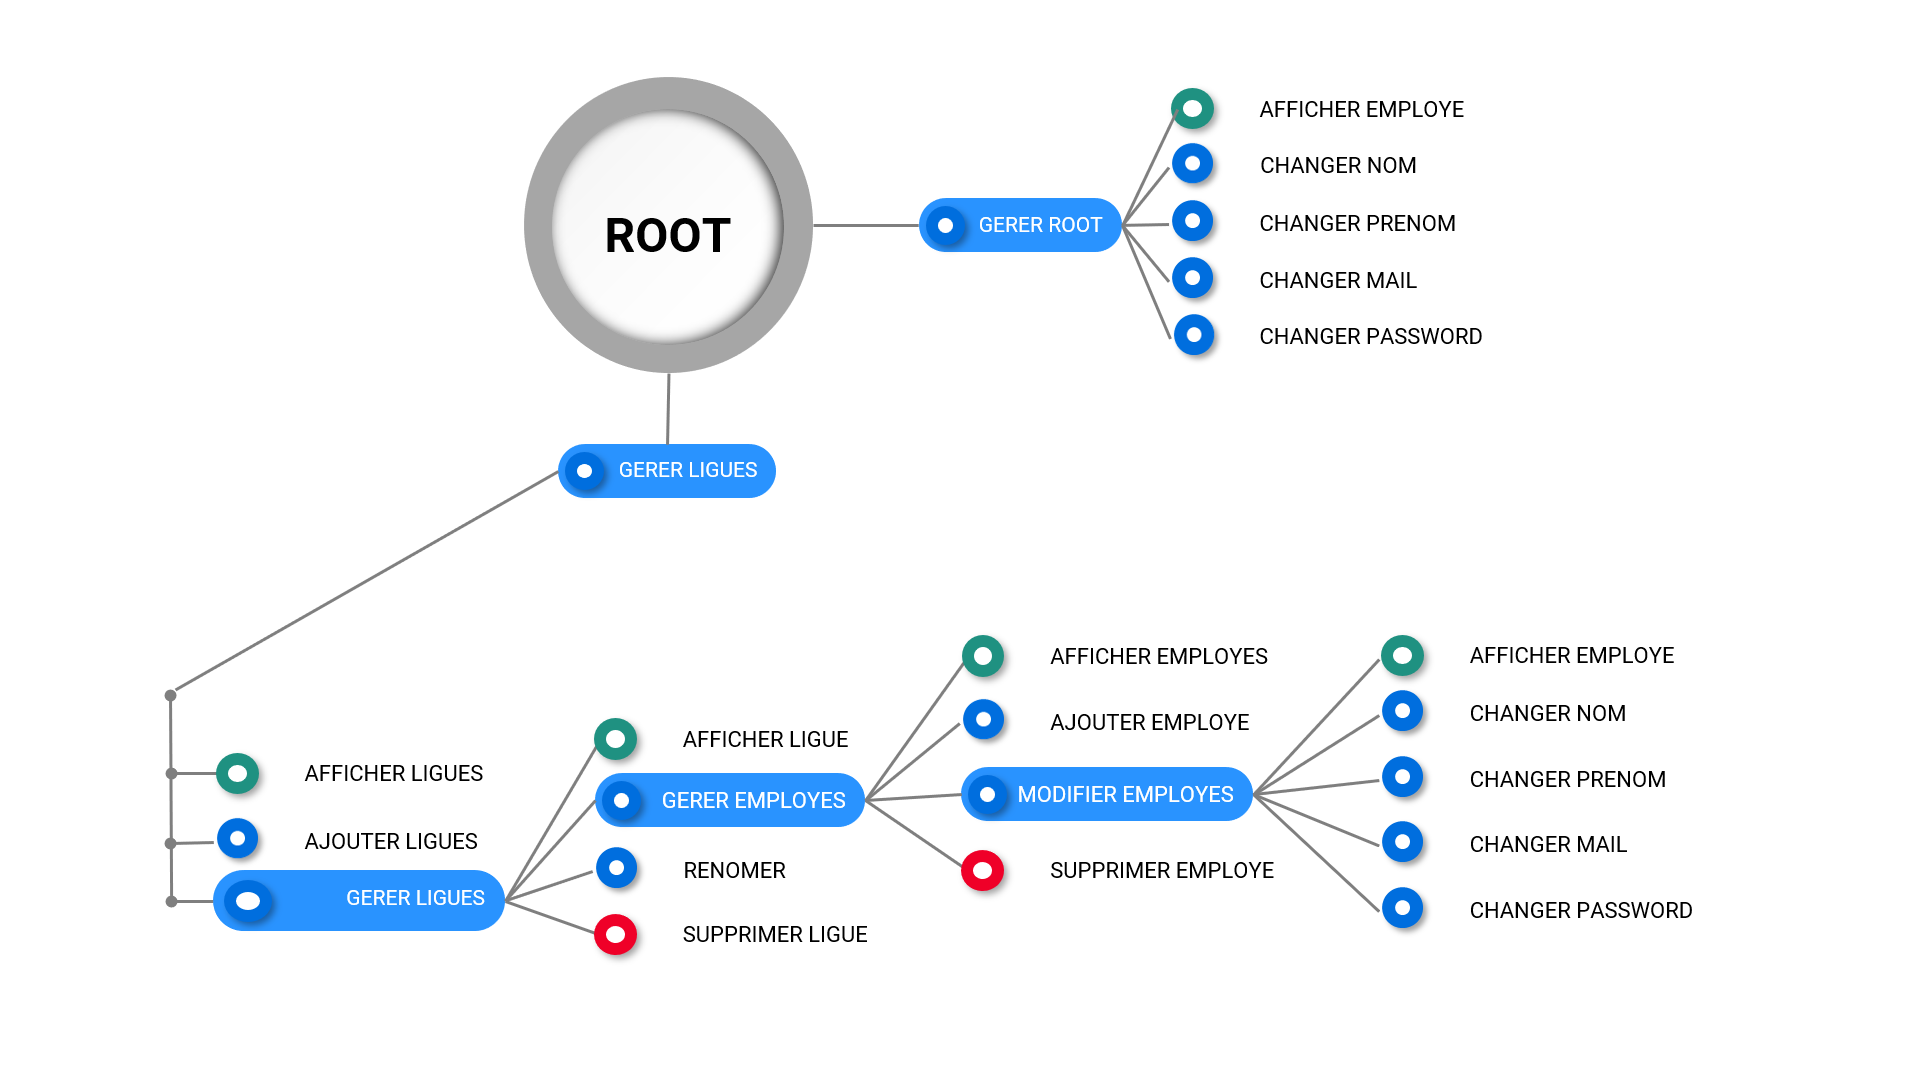 ROOT
GERER ROOT
AFFICHER EMPLOYE
CHANGER NOM
CHANGER PRENOM
CHANGER MAIL
CHANGER PASSWORD
GERER LIGUES
AFFICHER LIGUES
AJOUTER LIGUES
GERER LIGUES
AFFICHER LIGUE
GERER EMPLOYES
RENOMER
SUPPRIMER LIGUE
AFFICHER EMPLOYES
AJOUTER EMPLOYE
MODIFIER EMPLOYES
SUPPRIMER EMPLOYE
AFFICHER EMPLOYE
CHANGER NOM
CHANGER PRENOM
CHANGER MAIL
CHANGER PASSWORD